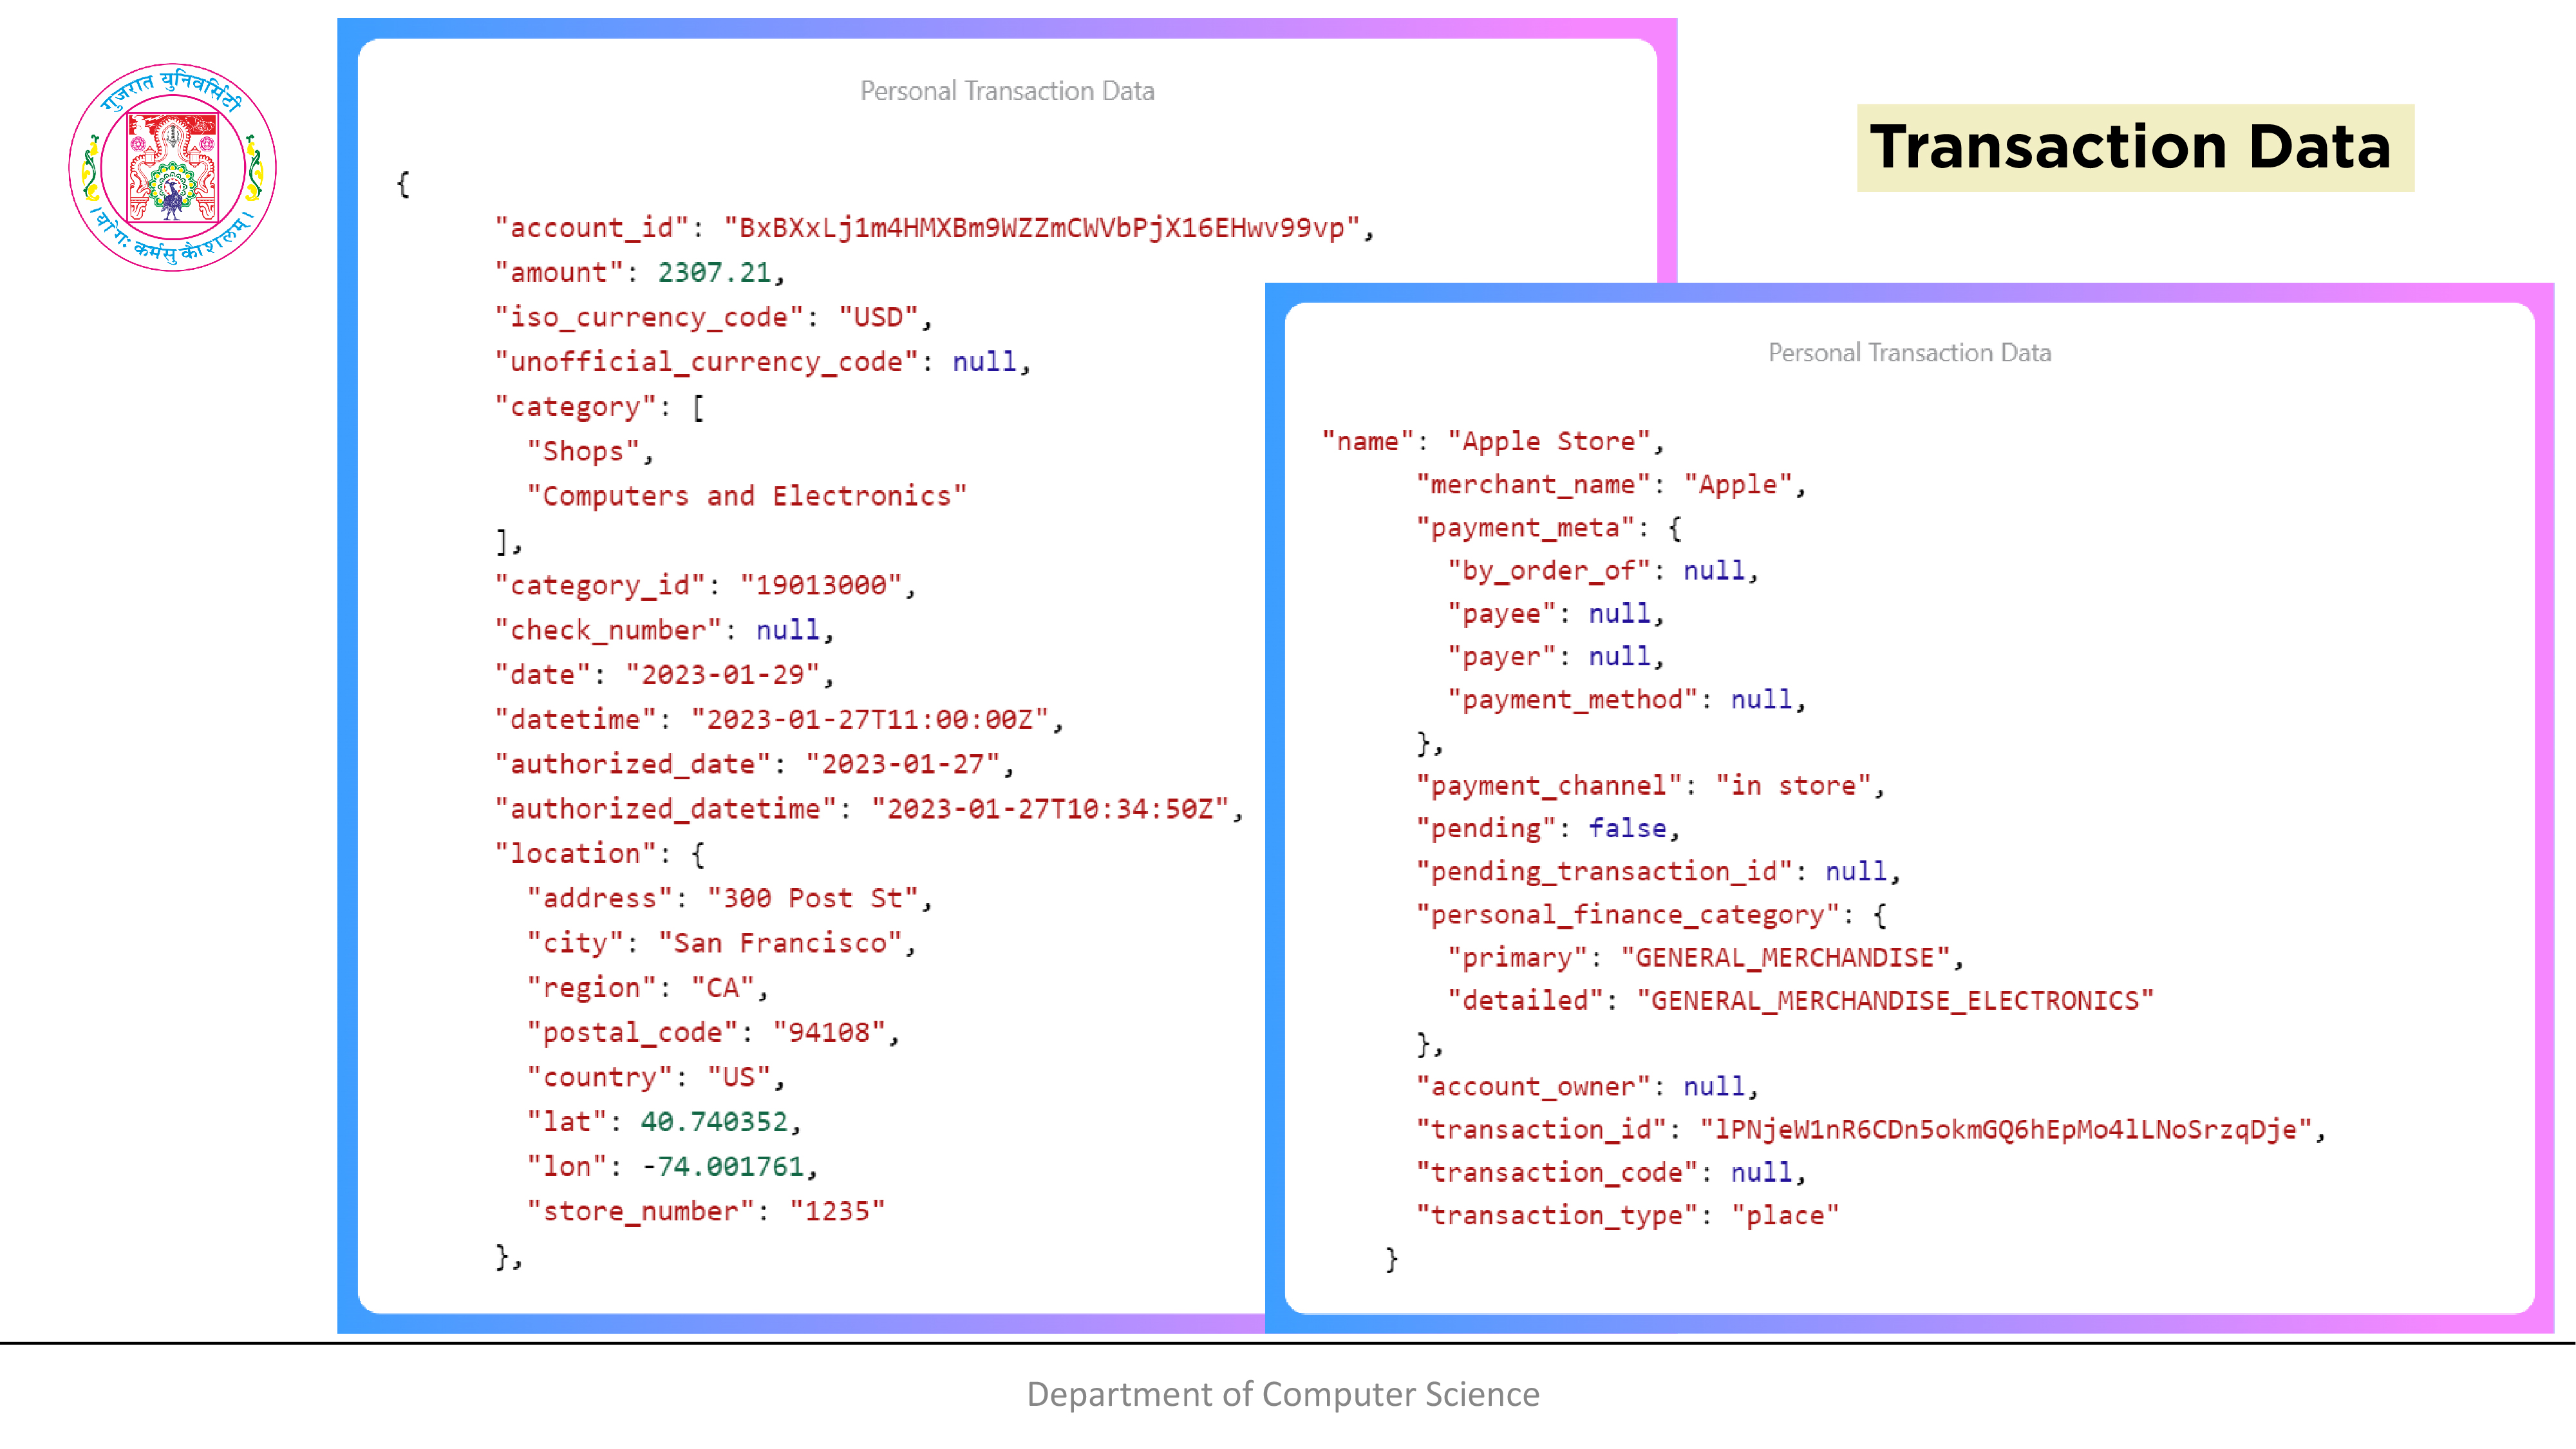 गुजरात युनिवर्सिटी
। योगः कर्मसु कौशलम् ।
Transaction Data
Personal Transaction Data
{
"account_id": "BxBXxLj1m4HMXBm9WZZmCWVbPjX16EHwv99vp",
"amount": 2307.21,
"iso_currency_code": "USD",
"unofficial_currency_code": null,
"category": [
"Shops",
"Computers and Electronics"
],
"category_id": "19013000",
"check_number": null,
"date": "2023-01-29",
"datetime": "2023-01-27T11:00:00Z",
"authorized_date": "2023-01-27",
"authorized_datetime": "2023-01-27T10:34:50Z",
"location": {
"address": "300 Post St",
"city": "San Francisco",
"region": "CA",
"postal_code": "94108",
"country": "US",
"lat": 40.740352,
"lon": -74.001761,
"store_number": "1235"
},
Personal Transaction Data
"name": "Apple Store",
"merchant_name": "Apple",
"payment_meta": {
"by_order_of": null,
"payee": null,
"payer": null,
"payment_method": null,
},
"payment_channel": "in store",
"pending": false,
"pending_transaction_id": null,
"personal_finance_category": {
"primary": "GENERAL_MERCHANDISE",
"detailed": "GENERAL_MERCHANDISE_ELECTRONICS"
},
"account_owner": null,
"transaction_id": "lPNjeW1nR6CDn5okmGQ6hEpMo4lLNoSrzqDje",
"transaction_code": null,
"transaction_type": "place"
}
Department of Computer Science